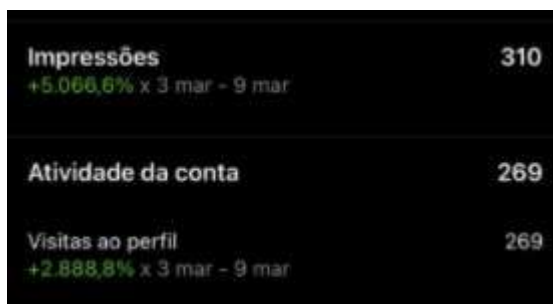 Impressões 310
+5.066,6% x 3 mar - 9 mar
Atividade da conta 269
Visitas ao perfil 269
+2.888,8% x 3 mar - 9 mar